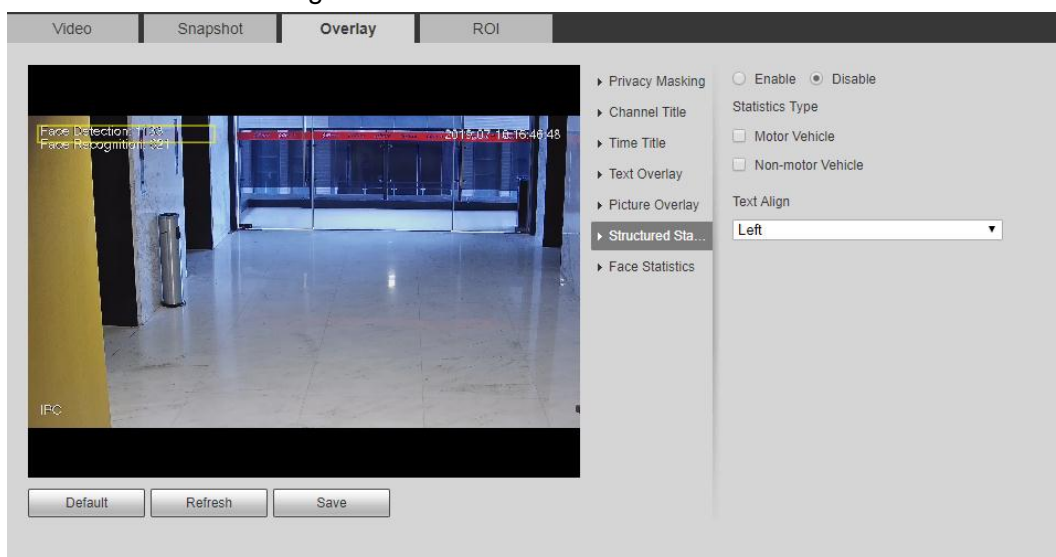 Video Snapshot Overlay ROI
Face Detection:
Face Recognition: 321
2019-07-16 16:46:48
IPC
Privacy Masking
Channel Title
Time Title
Text Overlay
Picture Overlay
Structured Sta...
Face Statistics
Enable Disable
Statistics Type
Motor Vehicle
Non-motor Vehicle
Text Align
Left
Default Refresh Save